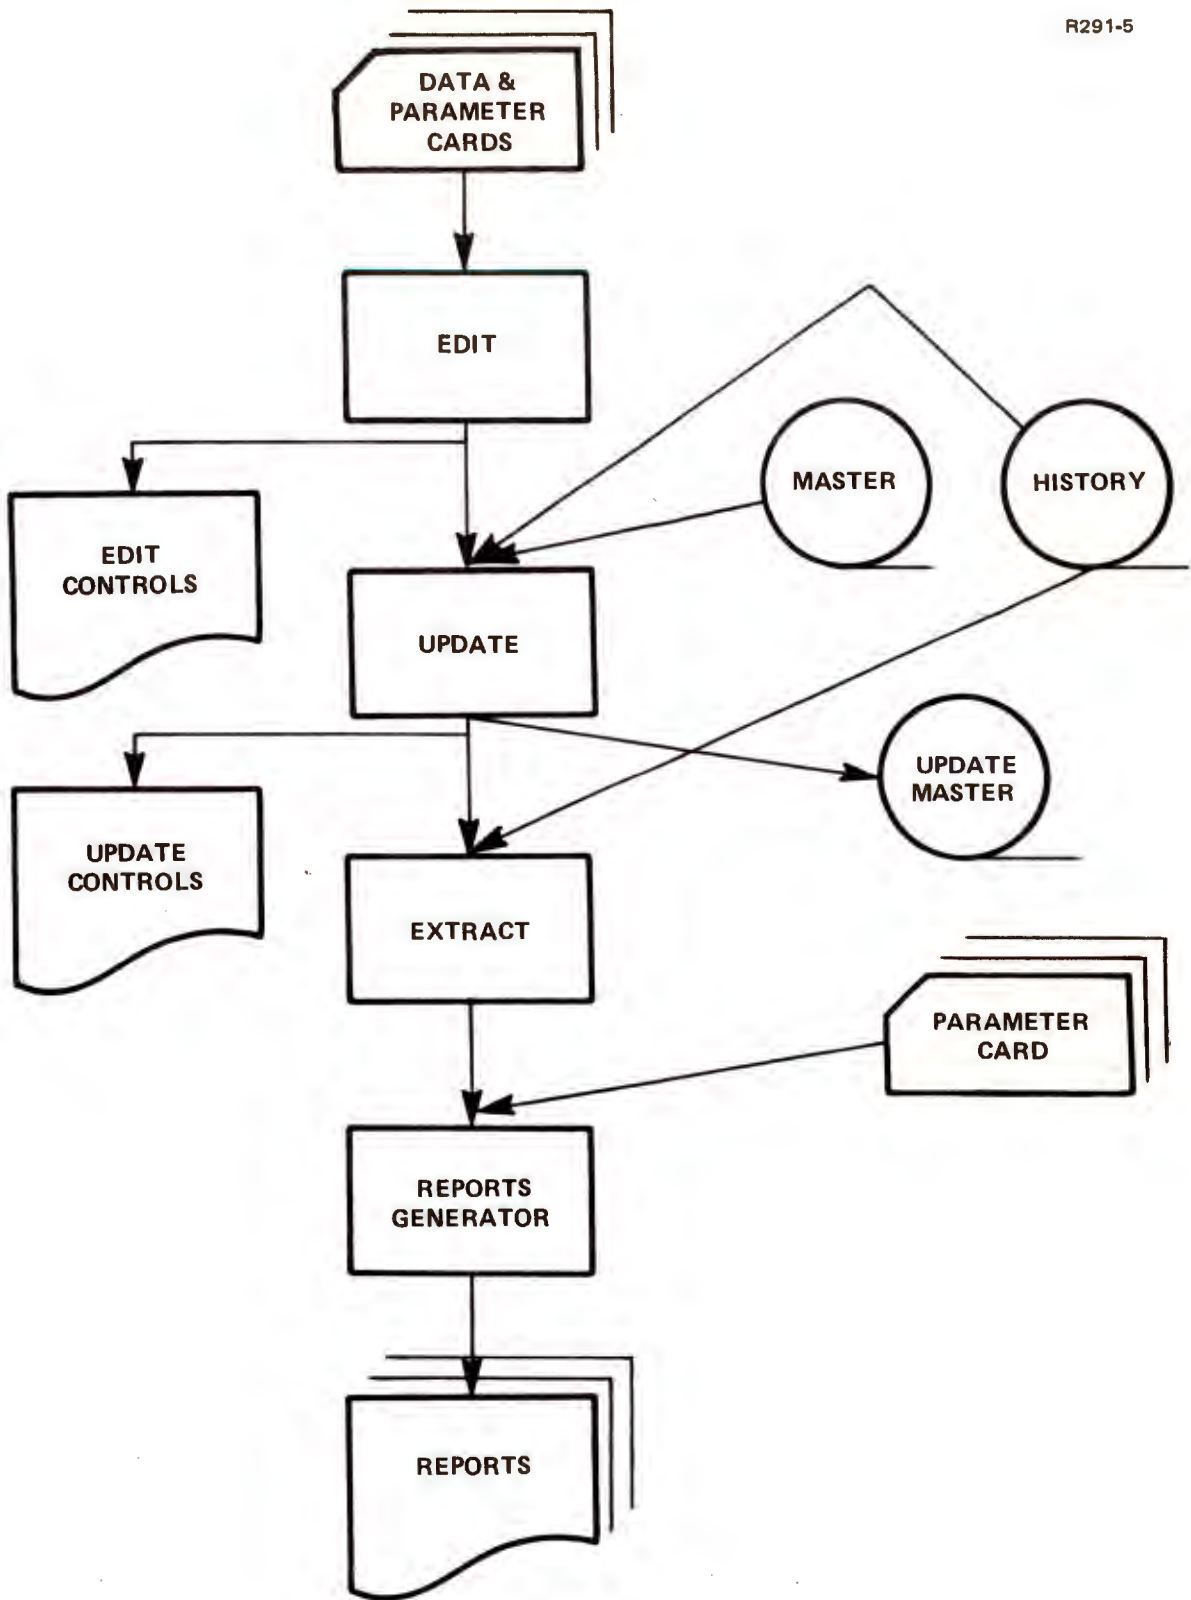 R291-5
DATA &
PARAMETER
CARDS
EDIT
MASTER
HISTORY
EDIT
CONTROLS
UPDATE
UPDATE
MASTER
UPDATE
CONTROLS
EXTRACT
PARAMETER
CARD
REPORTS
GENERATOR
REPORTS